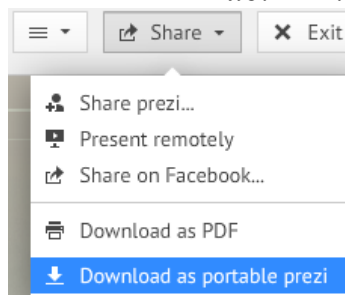 Share
Exit
Share prezi...
Present remotely
Share on Facebook...
Download as PDF
Download as portable prezi